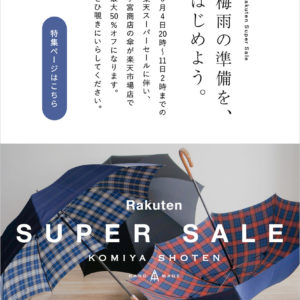 Rakuten Super Sale
梅雨の準備を、
はじめよう。
月4日20時〜11日2時までの
楽天スーパーセールに伴い、
宮商店の傘が楽天市場店で
最大50%オフになります。
ひ覗きにいらしてください。
特集ページはこちら
Rakuten
SUPER SALE
KOMIYA SHOTEN
HAND MADE